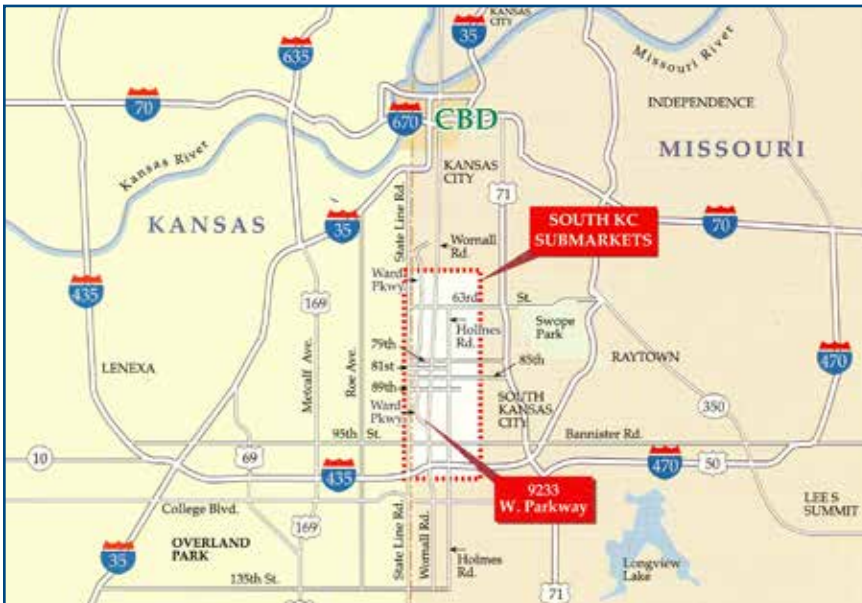 KANSAS
CITY
35
635
Missouri River
70
INDEPENDENCE
670
CBD
Kansas River
MISSOURI
KANSAS
CITY
71
State Line Rd.
KANSAS
35
SOUTH KC
SUBMARKETS
70
Wornall
Rd.
Ward
Pkwy
435
169
63rd St.
Holmes
Rd.
Swope
Park
79th
85th
81st
RAYTOWN
470
LENEXA
Metcalf Ave.
Roe Ave.
89th
SOUTH
KANSAS
CITY
350
Ward
Pkwy
95th St.
Bannister Rd.
10
69
435
470
50
9233
W. Parkway
LEE S
SUMMIT
College Blvd.
169
State Line Rd.
Wornall Rd.
OVERLAND
PARK
35
Holmes
Rd.
Longview
Lake
135th St.
71